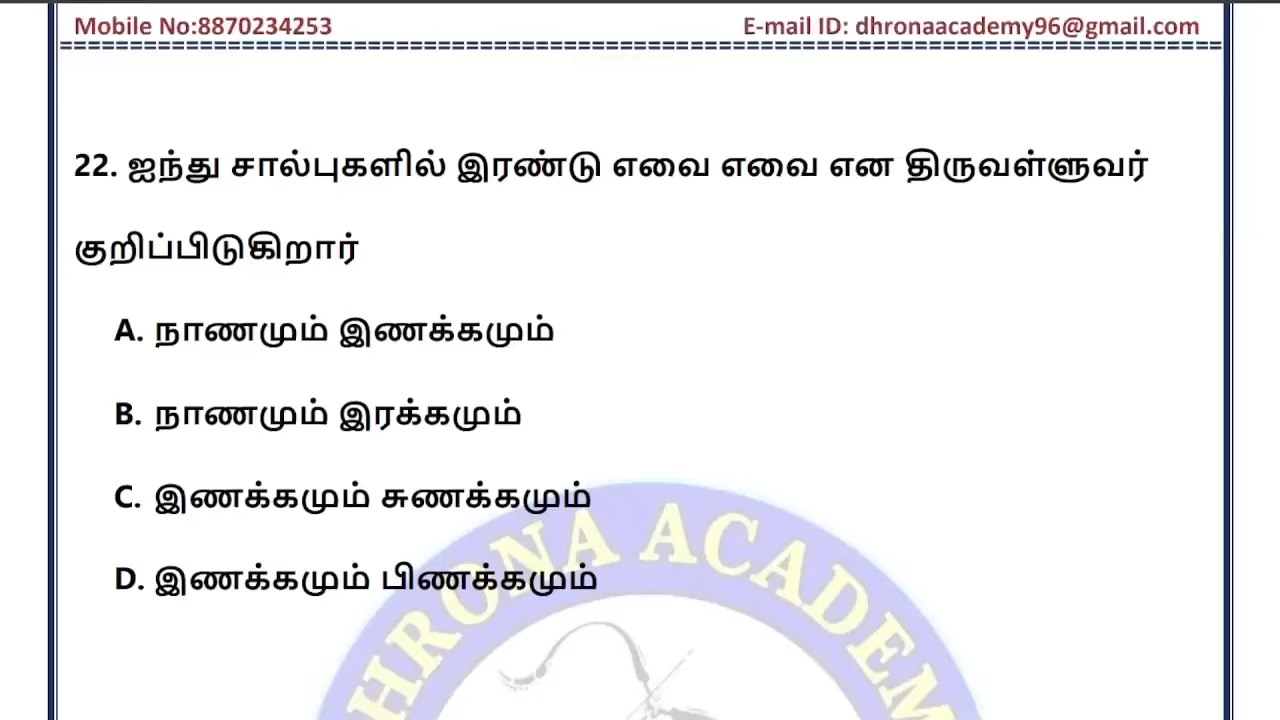 Mobile No:8870234253 E-mail ID: dhronaacademy96@gmail.com
22. ஐந்து சால்புகளில் இரண்டு எவை எவை என திருவள்ளுவர்
குறிப்பிடுகிறார்
A. நாணமும் இணக்கமும்
B. நாணமும் இரக்கமும்
C. இணக்கமும் சுணக்கமும்
D. இணக்கமும் பிணக்கமும்
HRONA ACADEM